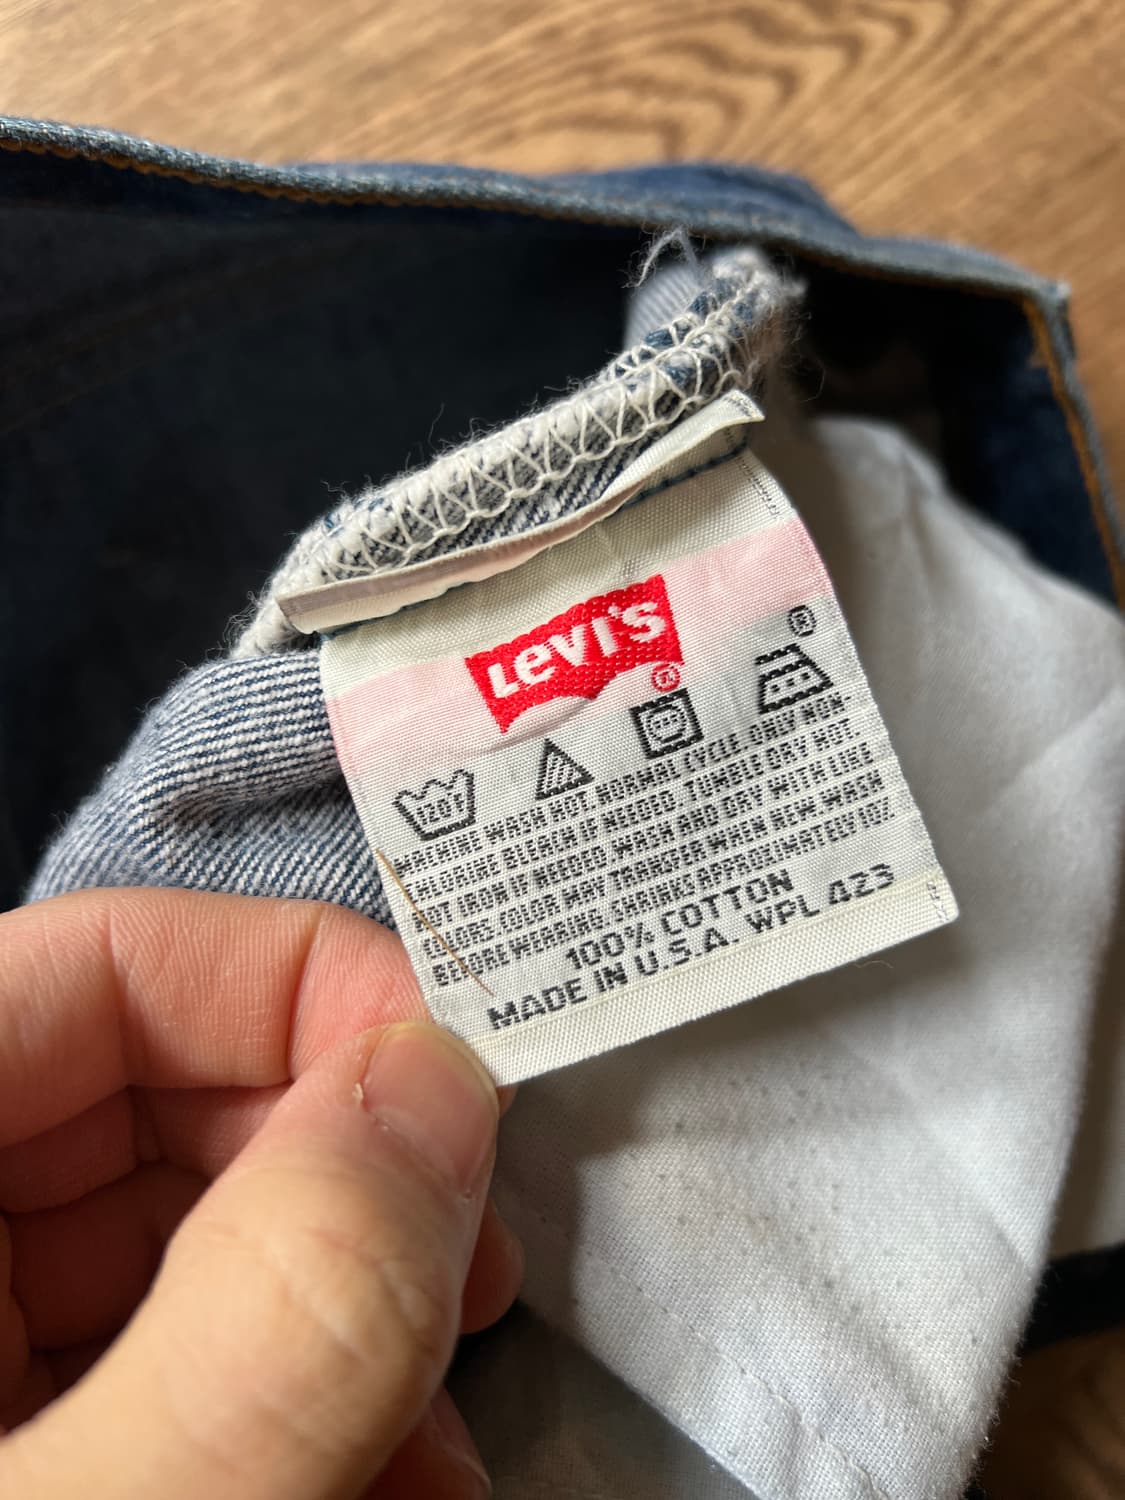 LEVI'S
®
®
120F
MACHINE WASH HOT, NORMAL CYCLE. ONLY NON-
CHLORINE BLEACH IF NEEDED. TUMBLE DRY HOT.
HOT IRON IF NEEDED. WASH AND DRY WITH LIKE
COLORS. COLOR MAY TRANSFER WHEN NEW. WASH
BEFORE WEARING. SHRINKS APPROXIMATELY 10%.
100% COTTON
MADE IN U.S.A. WPL 423